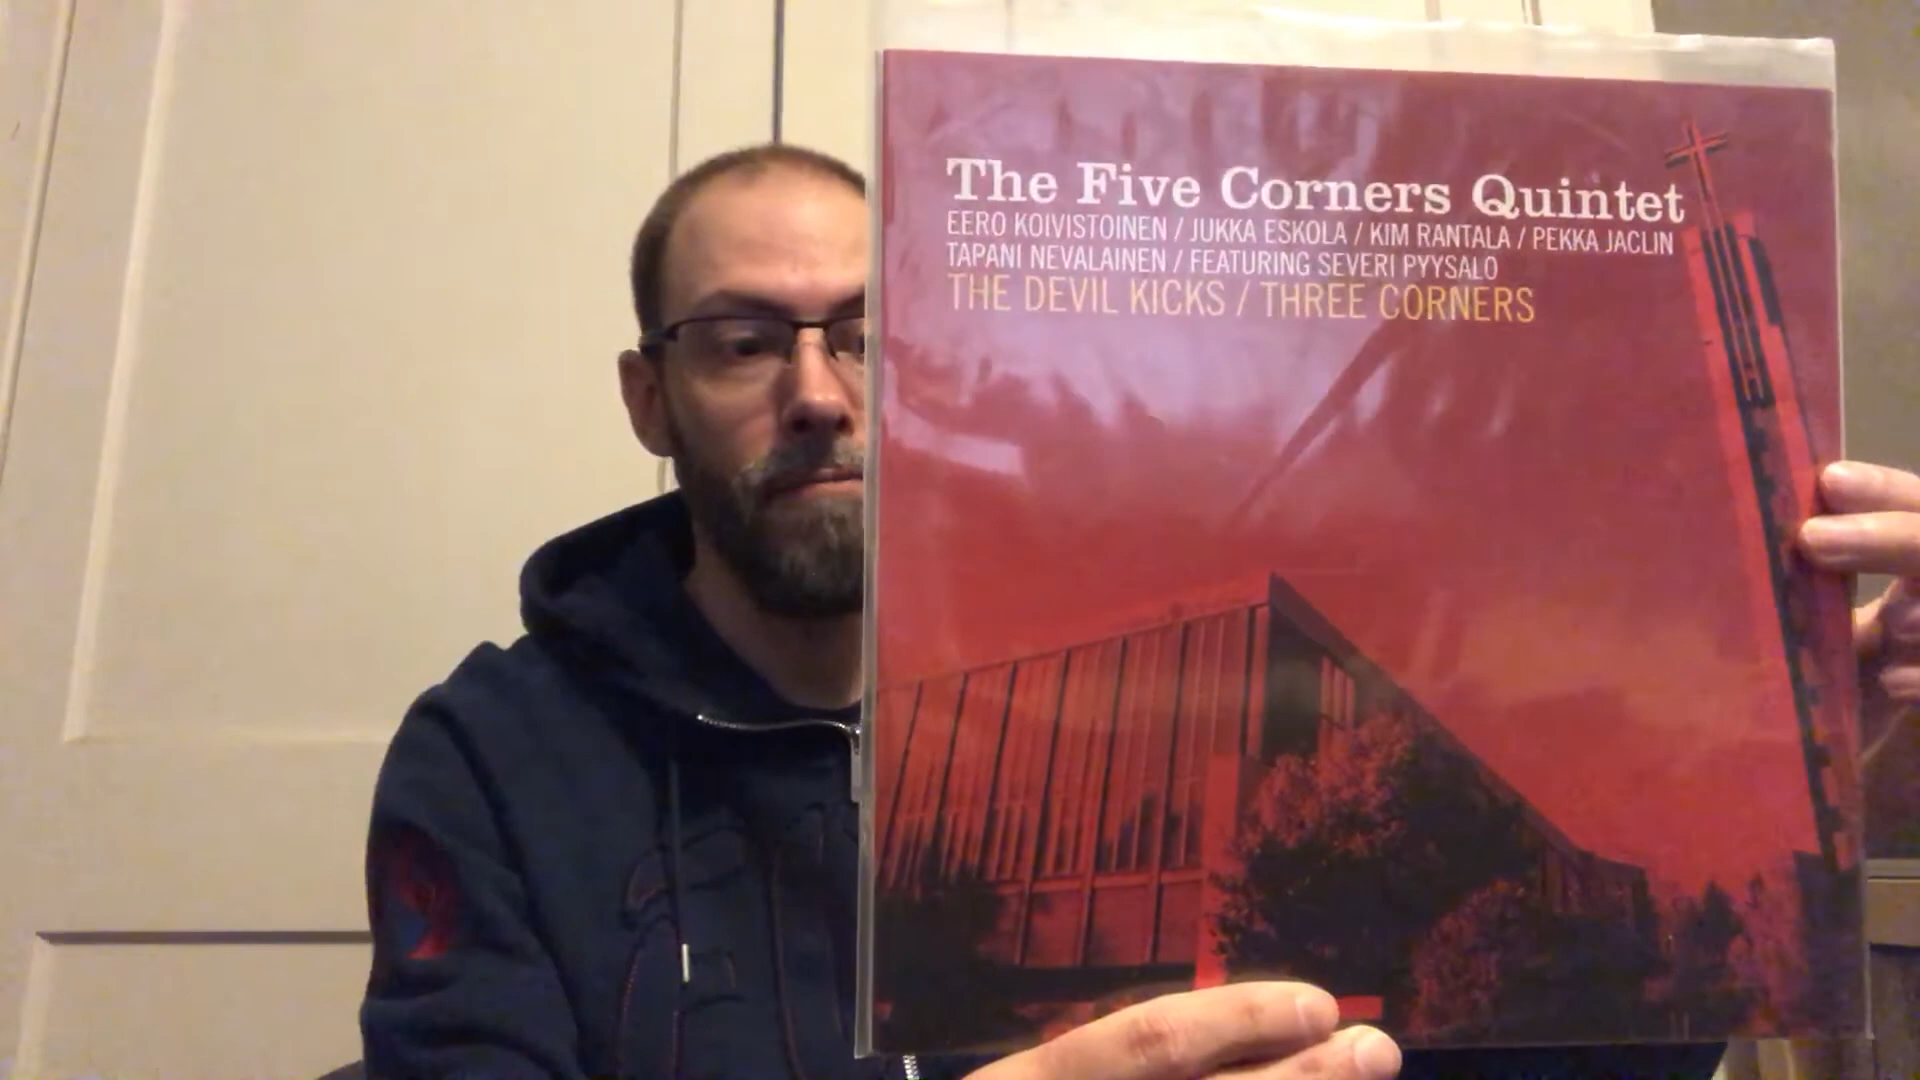 The Five Corners Quintet
EERO KOIVISTOINEN / JUKKA ESKOLA / KIM RANTALA / PEKKA JACLIN
TAPANI NEVALAINEN / FEATURING SEVERI PYYSALO
THE DEVIL KICKS / THREE CORNERS